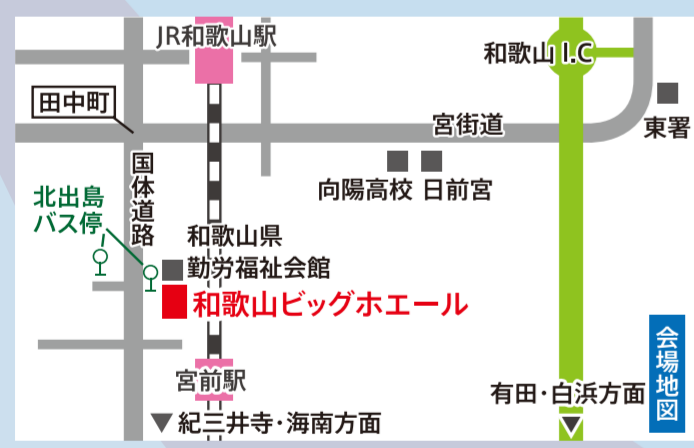 JR和歌山駅
和歌山 I.C
田中町
宮街道
東署
国体道路
向陽高校
日前宮
北出島
バス停
和歌山県
勤労福祉会館
和歌山ビッグホエール
宮前駅
有田・白浜方面
紀三井寺・海南方面
会場地図